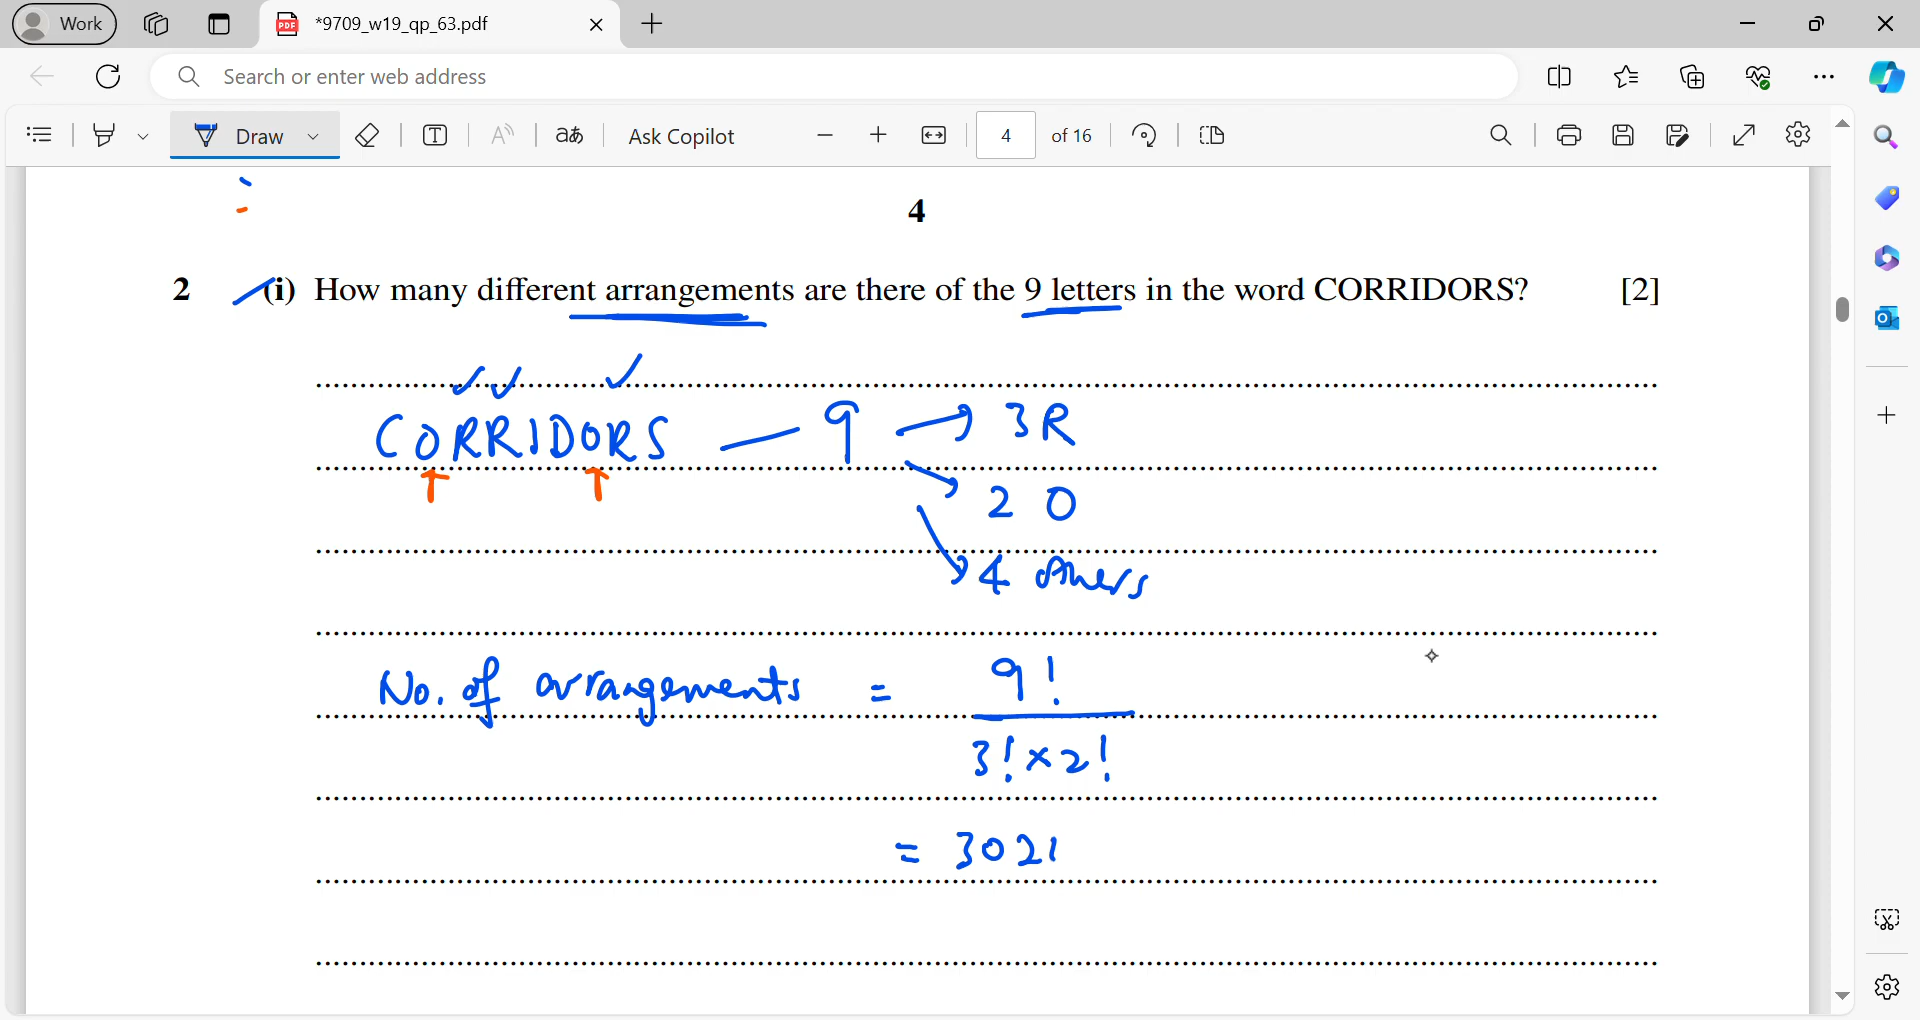 Work
*9709_w19_qp_63.pdf
Search or enter web address
Draw
Ask Copilot
4 of 16
4
2 (i) How many different arrangements are there of the 9 letters in the word CORRIDORS? [2]
CORRIDORS — 9 → 3R
2 O
4 others
No. of arrangements = 9!
3! × 2!
= 3021